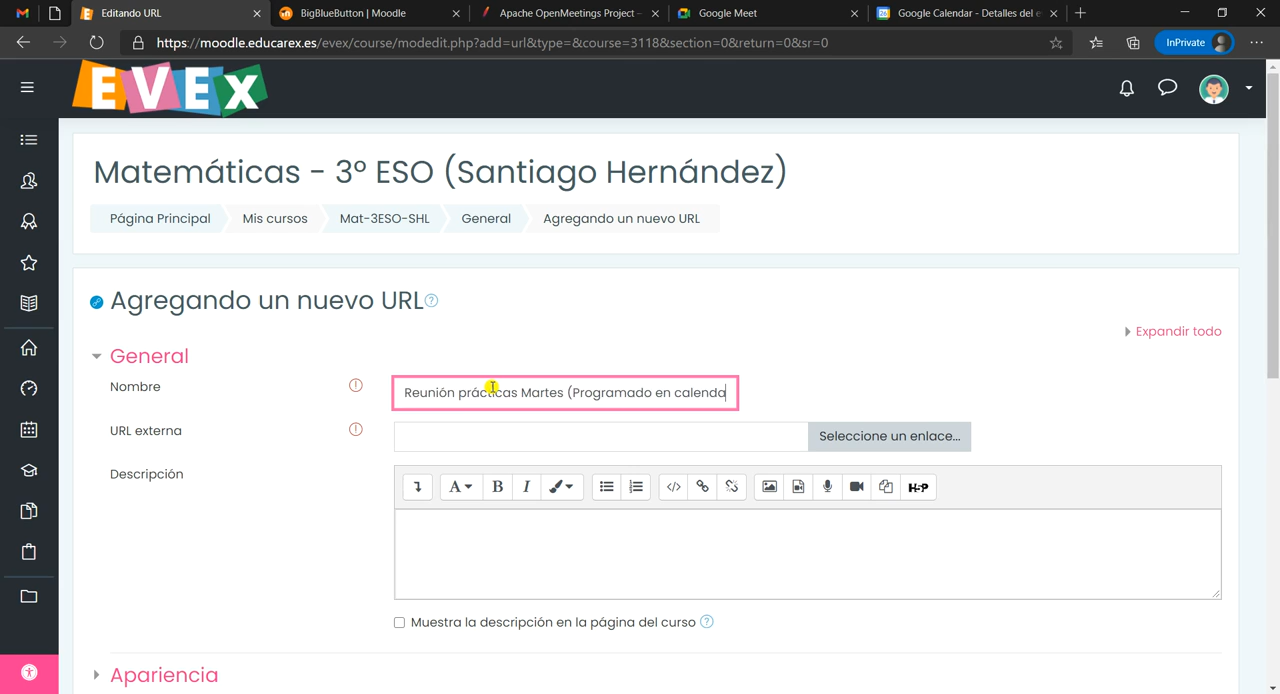 Editando URL
BigBlueButton | Moodle
Apache OpenMeetings Project –
Google Meet
Google Calendar - Detalles del e
https://moodle.educarex.es/evex/course/modedit.php?add=url&type=&course=3118&section=0&return=0&sr=0
InPrivate
EVEX
Matemáticas - 3º ESO (Santiago Hernández)
Página Principal
Mis cursos
Mat-3ESO-SHL
General
Agregando un nuevo URL
Agregando un nuevo URL
Expandir todo
General
Nombre
Reunión prácticas Martes (Programado en calenda
URL externa
Seleccione un enlace...
Descripción
A B I H-P
Muestra la descripción en la página del curso
Apariencia